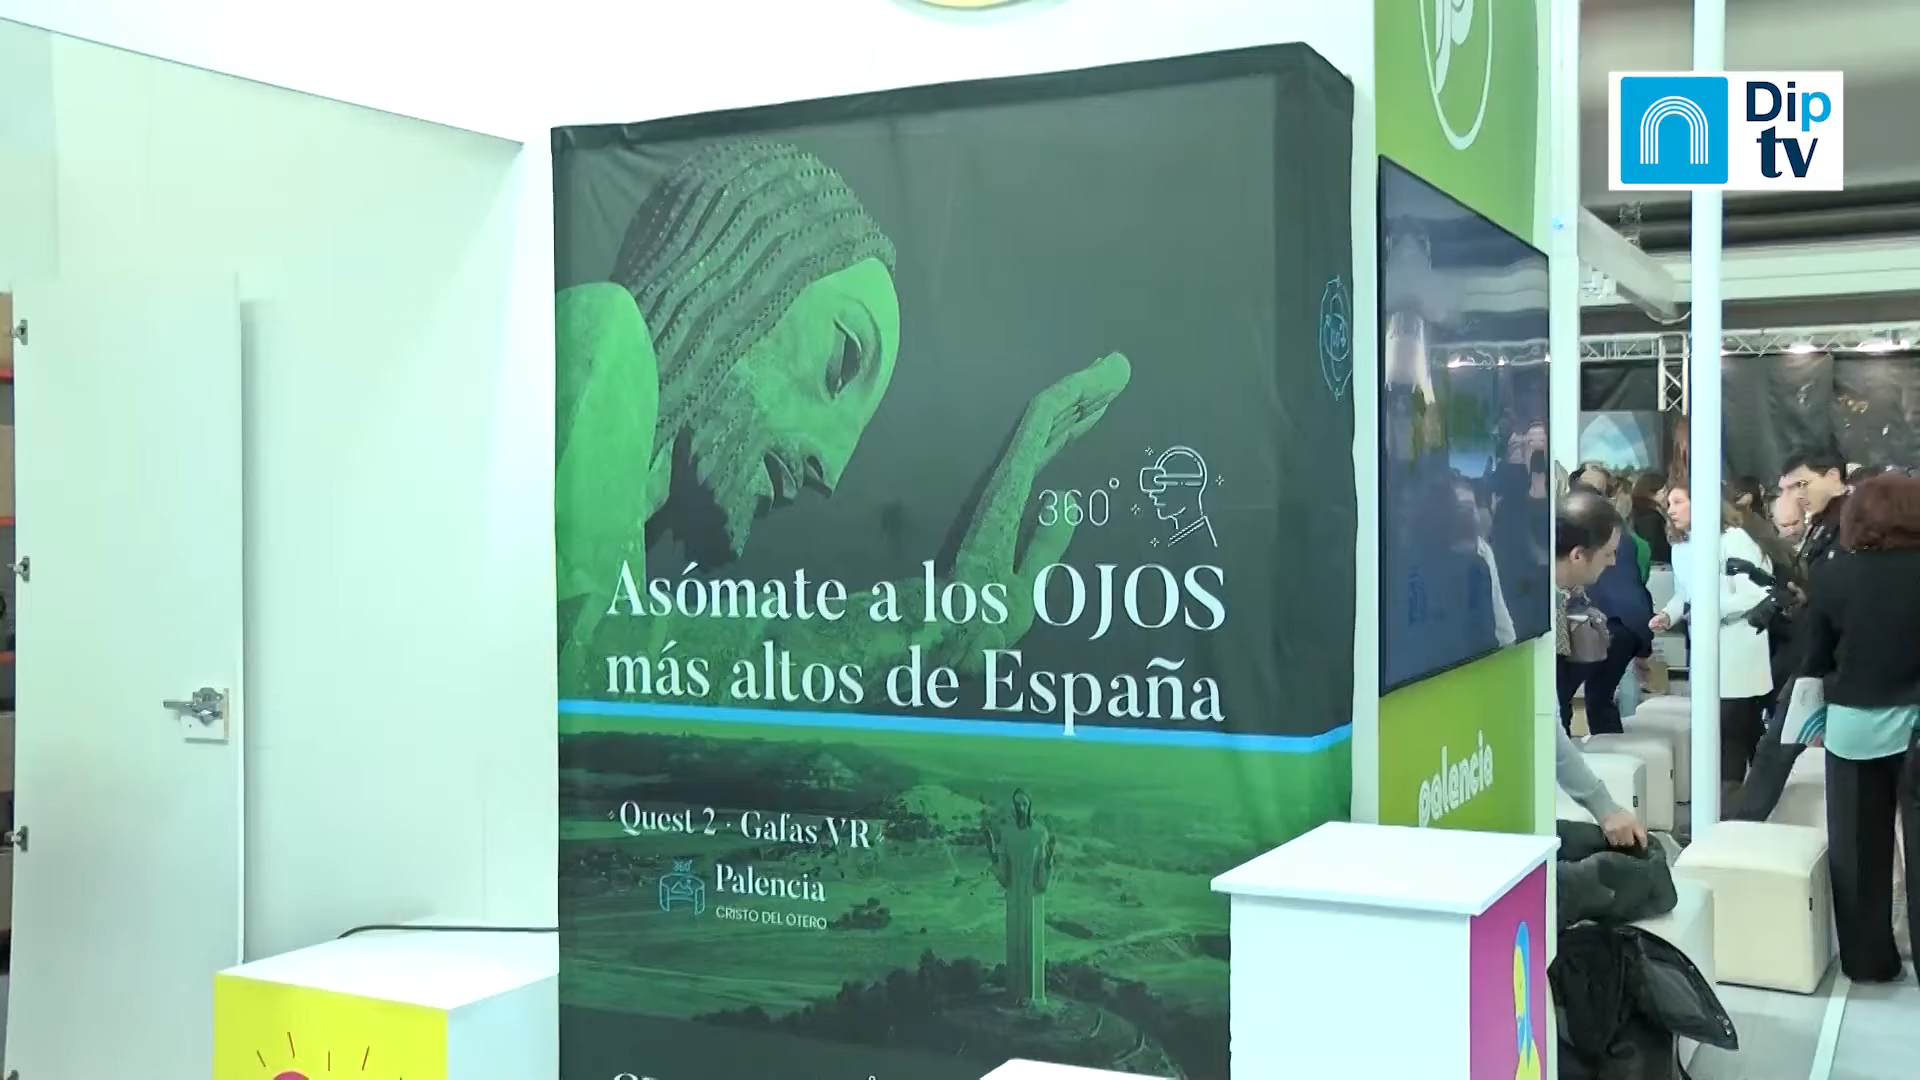 Dip
tv
360°
Asómate a los OJOS
más altos de España
Quest 2 · Gafas VR
360°
Palencia
CRISTO DEL OTERO
palencia